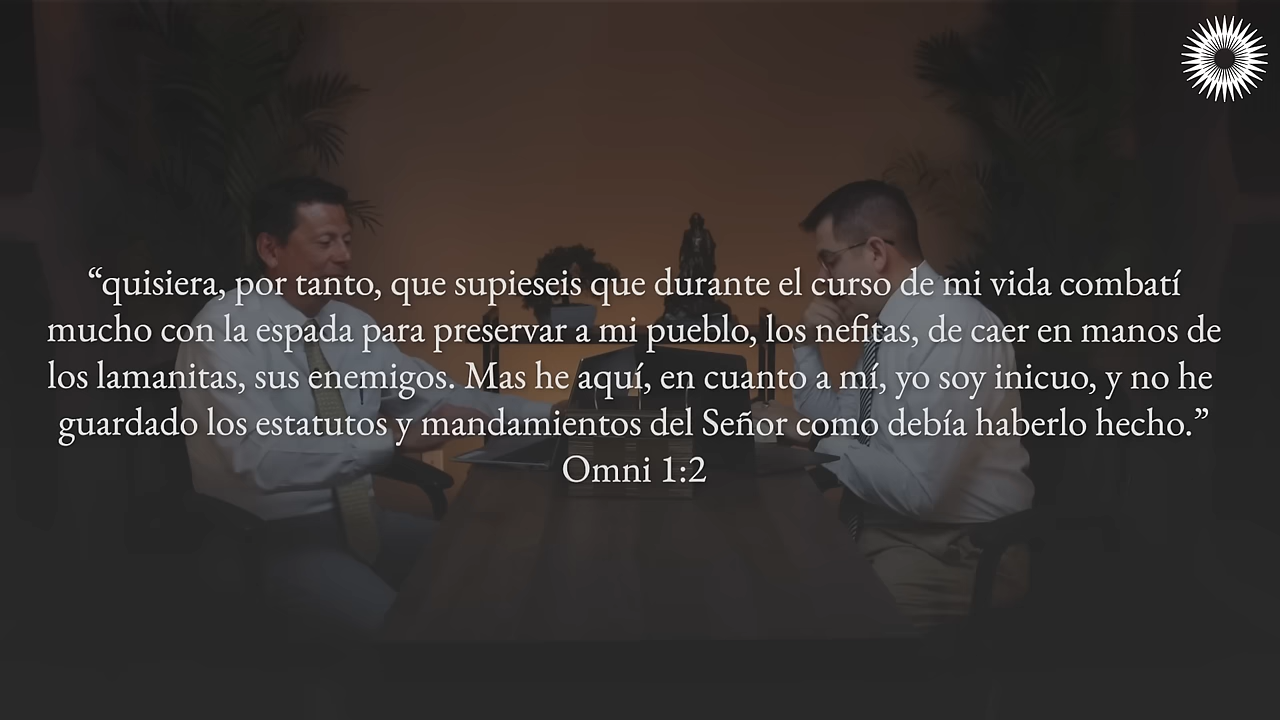 “quisiera, por tanto, que supieseis que durante el curso de mi vida combatí
mucho con la espada para preservar a mi pueblo, los nefitas, de caer en manos de
los lamanitas, sus enemigos. Mas he aquí, en cuanto a mí, yo soy inicuo, y no he
guardado los estatutos y mandamientos del Señor como debía haberlo hecho.”
Omni 1:2